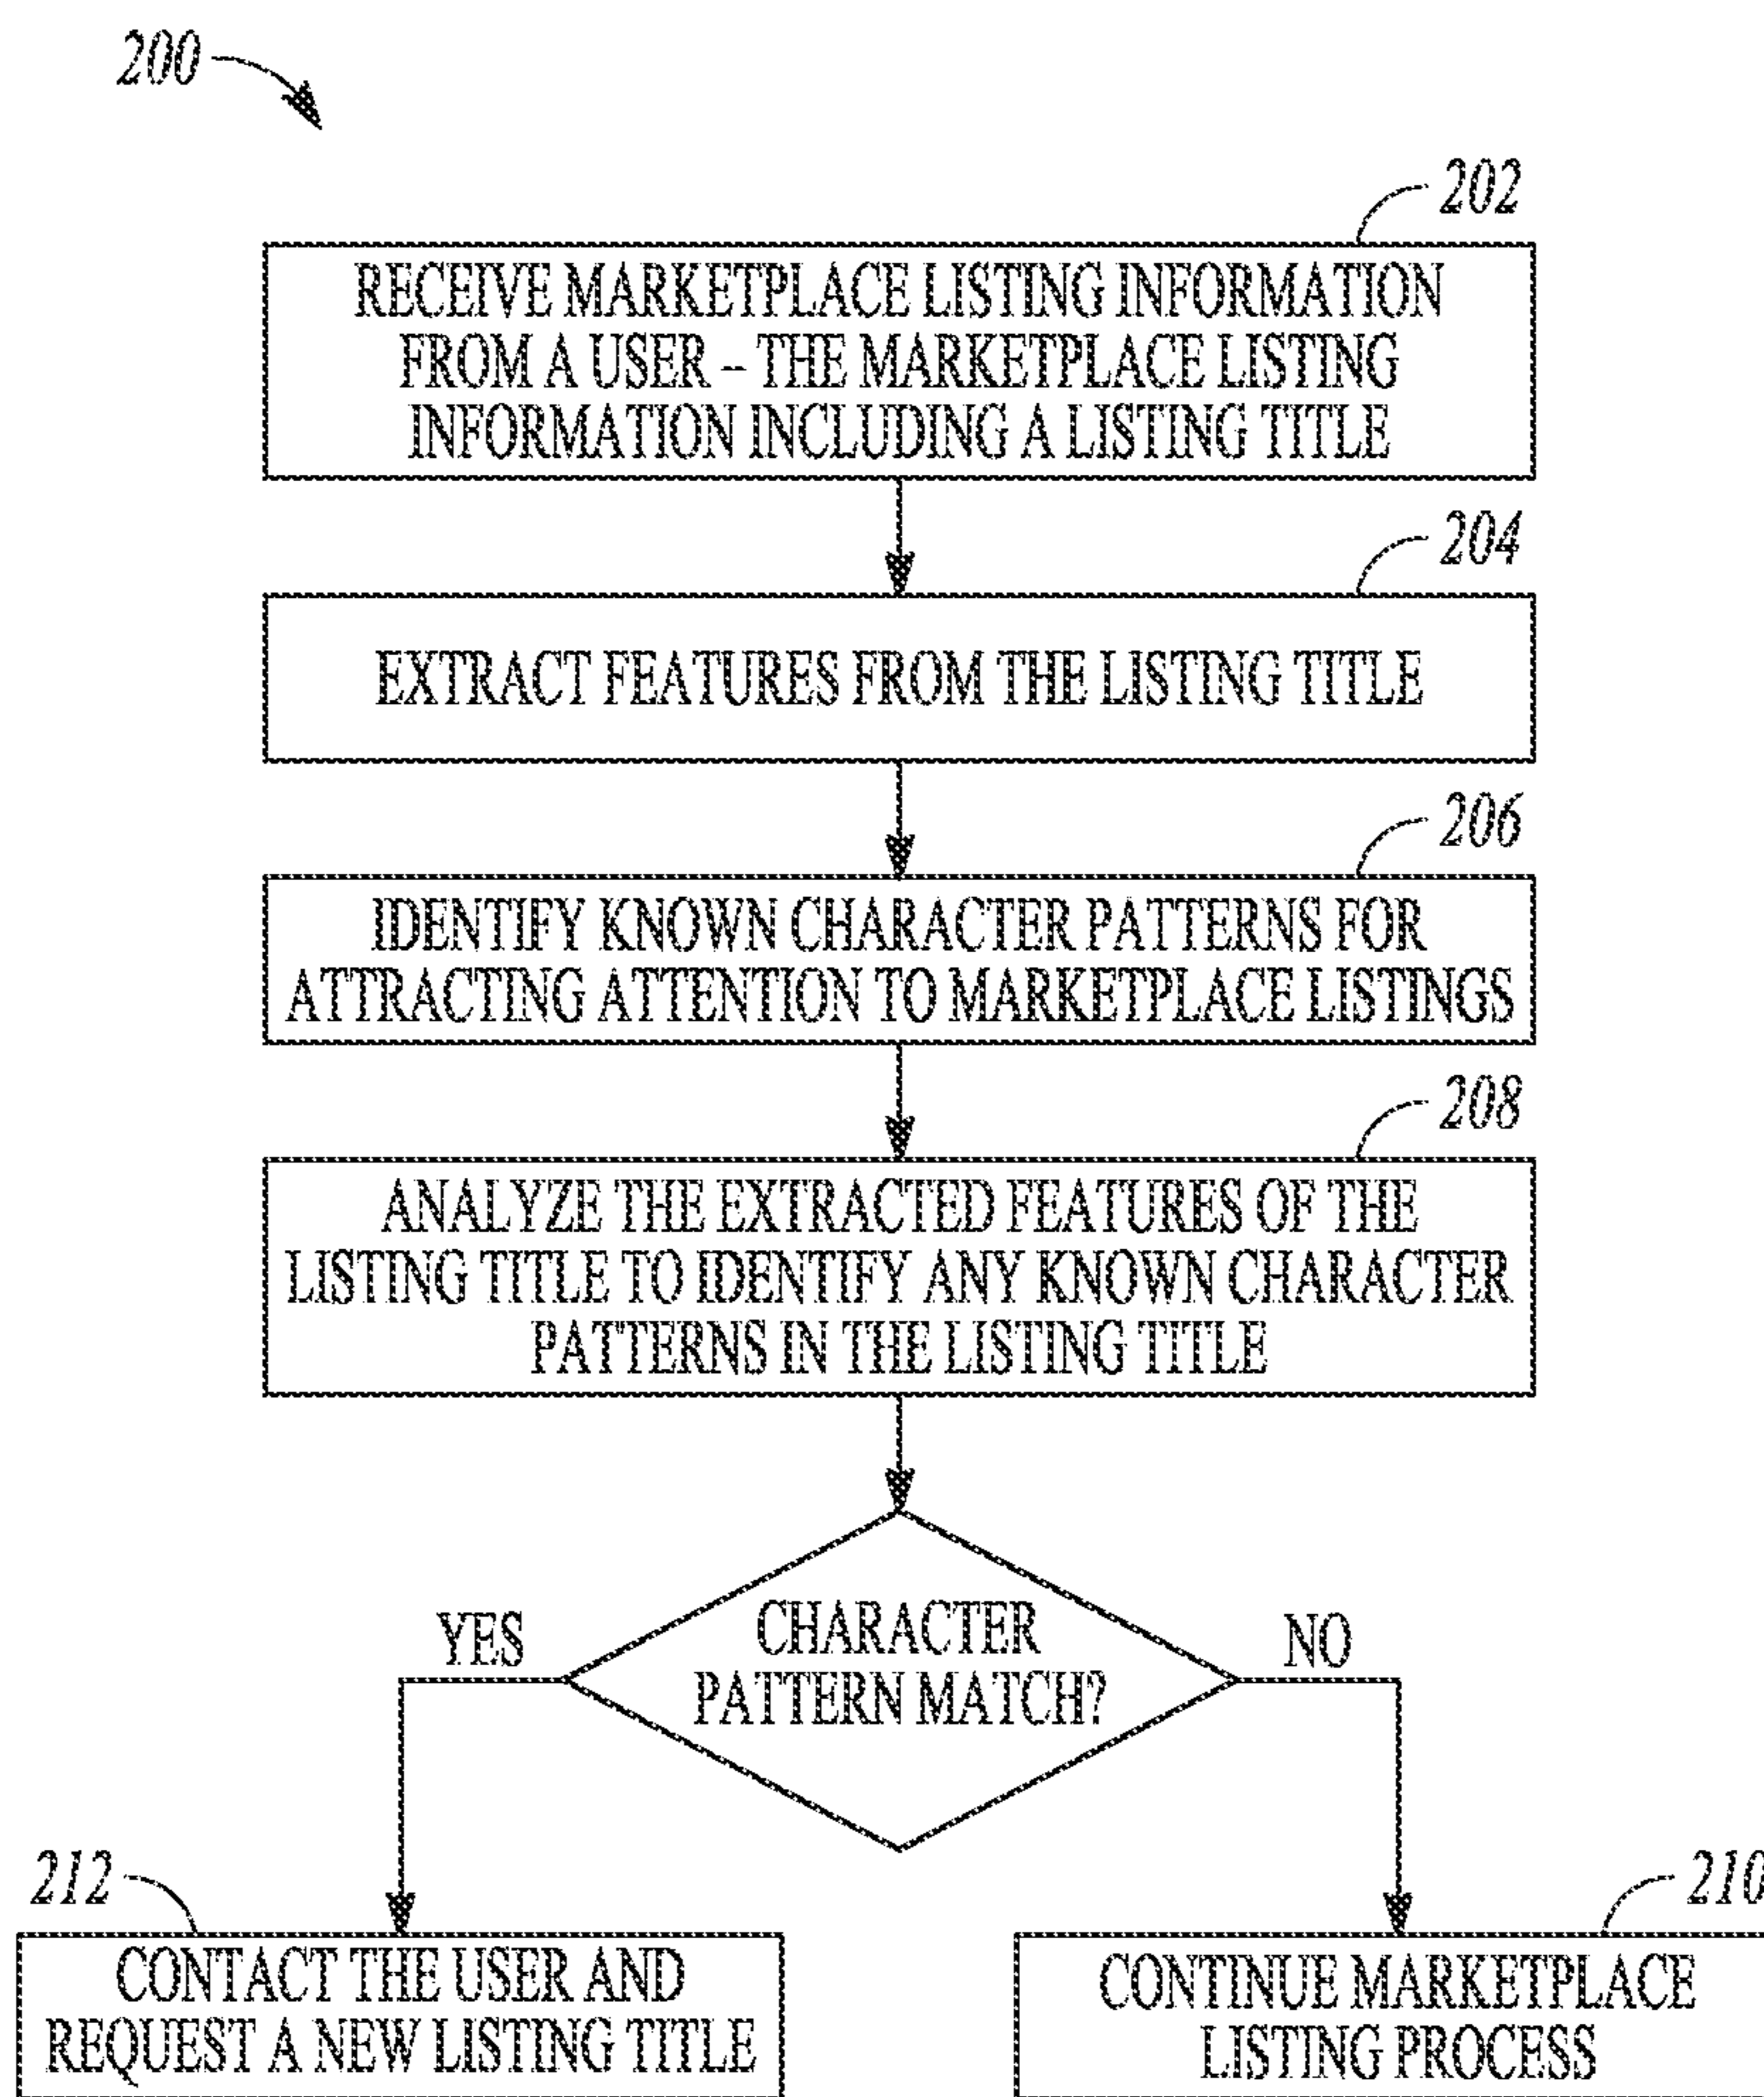 200
202
RECEIVE MARKETPLACE LISTING INFORMATION
FROM A USER -- THE MARKETPLACE LISTING
INFORMATION INCLUDING A LISTING TITLE
204
EXTRACT FEATURES FROM THE LISTING TITLE
206
IDENTIFY KNOWN CHARACTER PATTERNS FOR
ATTRACTING ATTENTION TO MARKETPLACE LISTINGS
208
ANALYZE THE EXTRACTED FEATURES OF THE
LISTING TITLE TO IDENTIFY ANY KNOWN CHARACTER
PATTERNS IN THE LISTING TITLE
YES
CHARACTER
PATTERN MATCH?
NO
212
CONTACT THE USER AND
REQUEST A NEW LISTING TITLE
210
CONTINUE MARKETPLACE
LISTING PROCESS